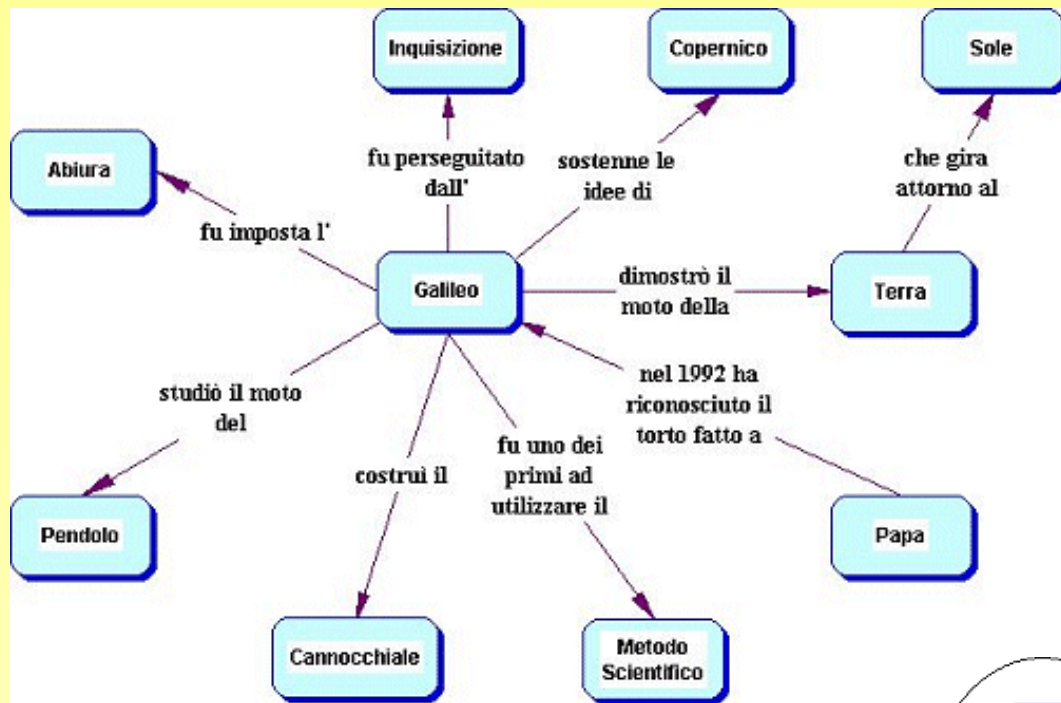 Inquisizione
Copernico
Sole
Abiura
fu perseguitato
dall'
sostenne le
idee di
che gira
attorno al
fu imposta l'
Galileo
dimostrò il
moto della
Terra
studiò il moto
del
nel 1992 ha
riconosciuto il
torto fatto a
costruì il
fu uno dei
primi ad
utilizzare il
Pendolo
Papa
Cannocchiale
Metodo
Scientifico